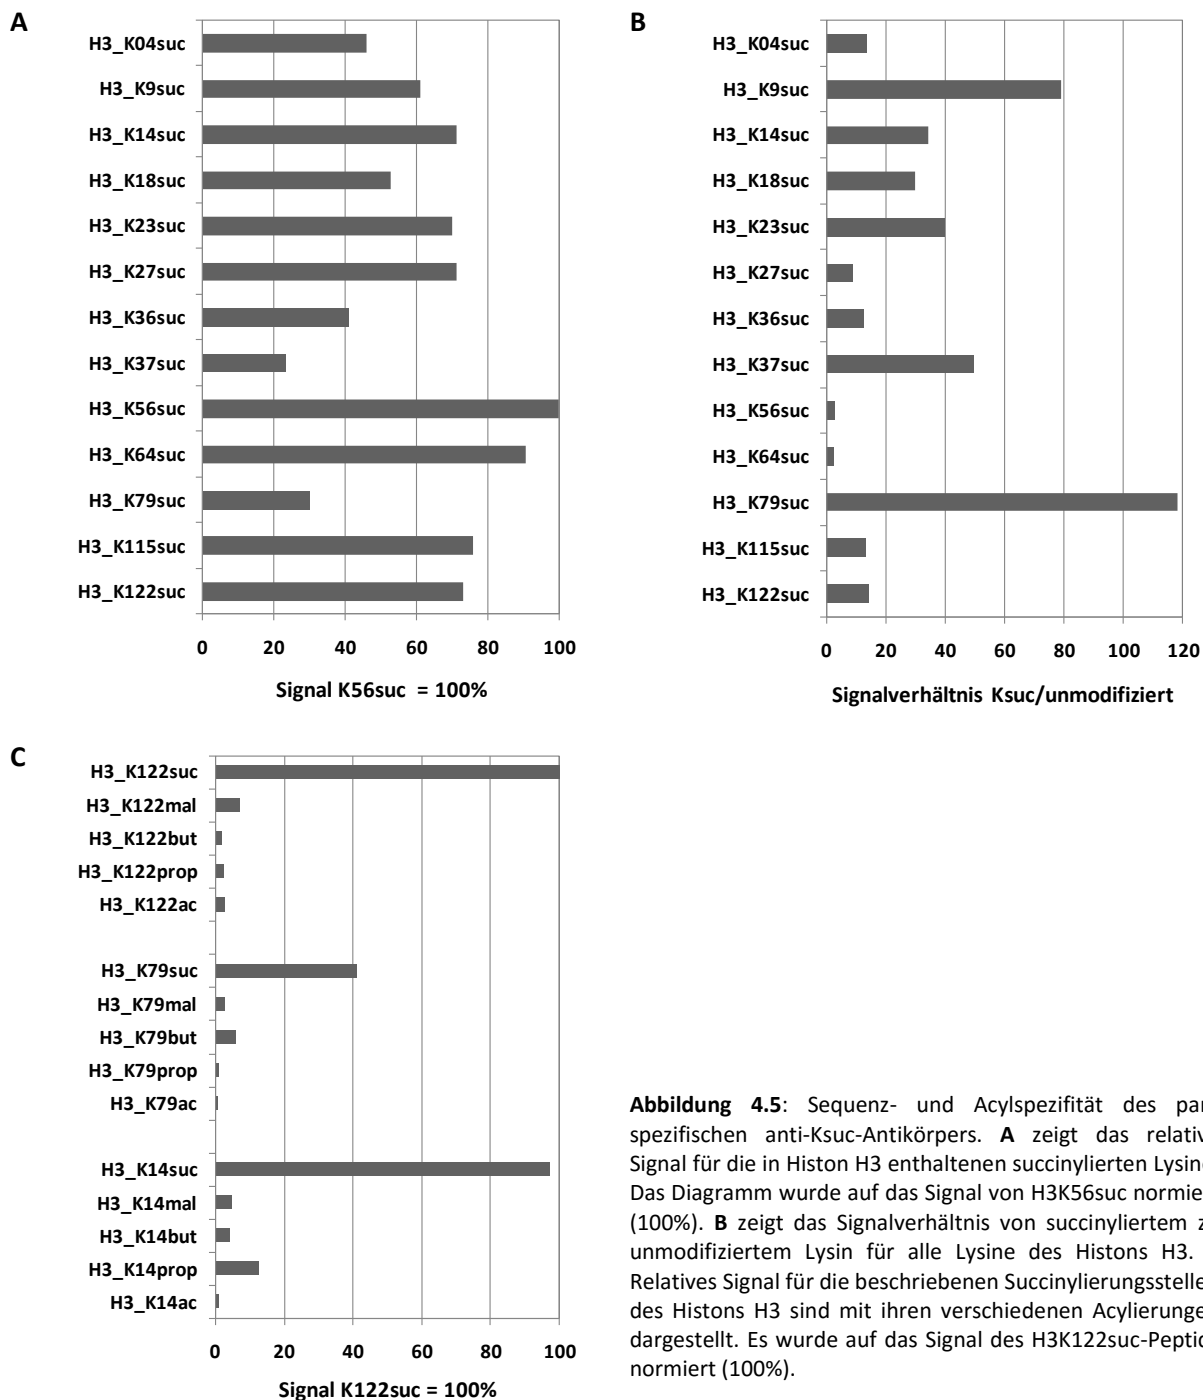 A
H3_K04suc
H3_K9suc
H3_K14suc
H3_K18suc
H3_K23suc
H3_K27suc
H3_K36suc
H3_K37suc
H3_K56suc
H3_K64suc
H3_K79suc
H3_K115suc
H3_K122suc
0 20 40 60 80 100
Signal K56suc = 100%
B
H3_K04suc
H3_K9suc
H3_K14suc
H3_K18suc
H3_K23suc
H3_K27suc
H3_K36suc
H3_K37suc
H3_K56suc
H3_K64suc
H3_K79suc
H3_K115suc
H3_K122suc
0 20 40 60 80 100 120
Signalverhältnis Ksuc/unmodifiziert
C
H3_K122suc
H3_K122mal
H3_K122but
H3_K122prop
H3_K122ac
H3_K79suc
H3_K79mal
H3_K79but
H3_K79prop
H3_K79ac
H3_K14suc
H3_K14mal
H3_K14but
H3_K14prop
H3_K14ac
0 20 40 60 80 100
Signal K122suc = 100%
Abbildung 4.5: Sequenz- und Acylspezifität des
spezifischen anti-Ksuc-Antikörpers. A zeigt das
Signal für die in Histon H3 enthaltenen succinylierten
Das Diagramm wurde auf das Signal von H3K56suc
(100%). B zeigt das Signalverhältnis von succinyliertem
unmodifiziertem Lysin für alle Lysine des Histons H3.
Relatives Signal für die beschriebenen
des Histons H3 sind mit ihren verschiedenen
dargestellt. Es wurde auf das Signal des
normiert (100%).